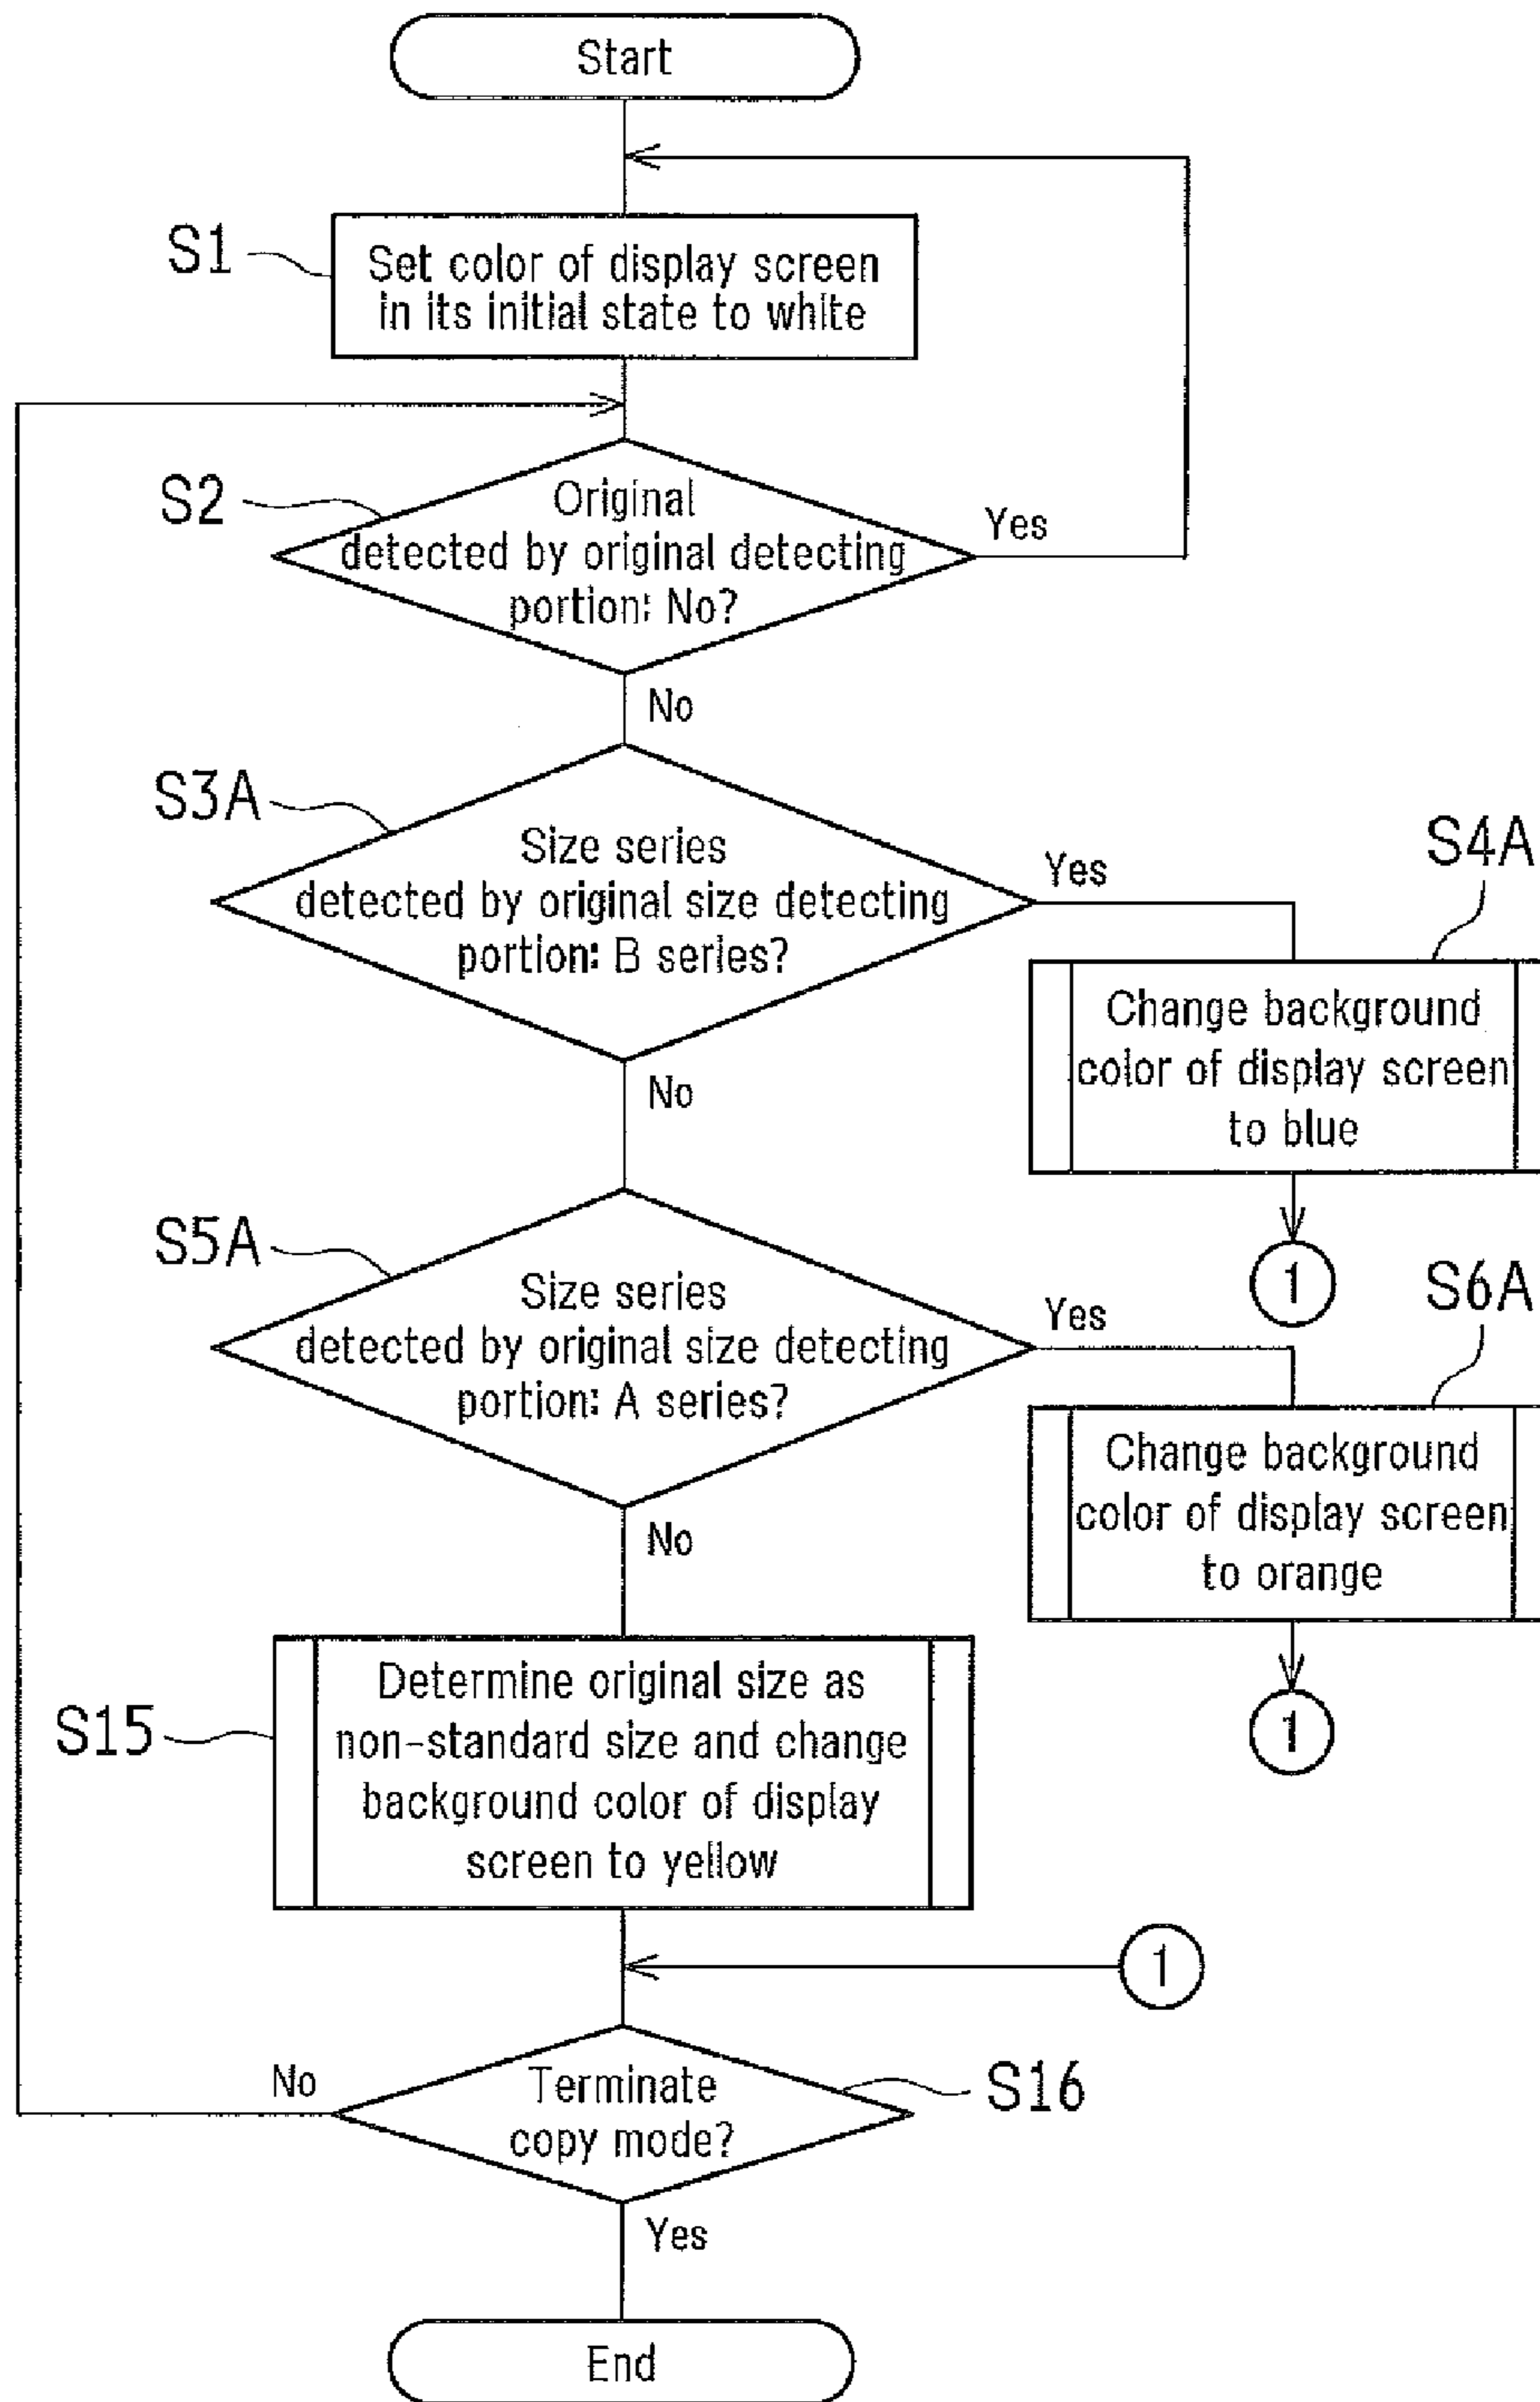 Start
S1
Set color of display screen
in its initial state to white
S2
Original
detected by original detecting
portion: No?
Yes
No
S3A
Size series
detected by original size detecting
portion: B series?
Yes
S4A
Change background
color of display screen
to blue
1
No
S5A
Size series
detected by original size detecting
portion: A series?
Yes
S6A
Change background
color of display screen
to orange
1
No
S15
Determine original size as
non-standard size and change
background color of display
screen to yellow
1
No
Terminate
copy mode?
S16
Yes
End